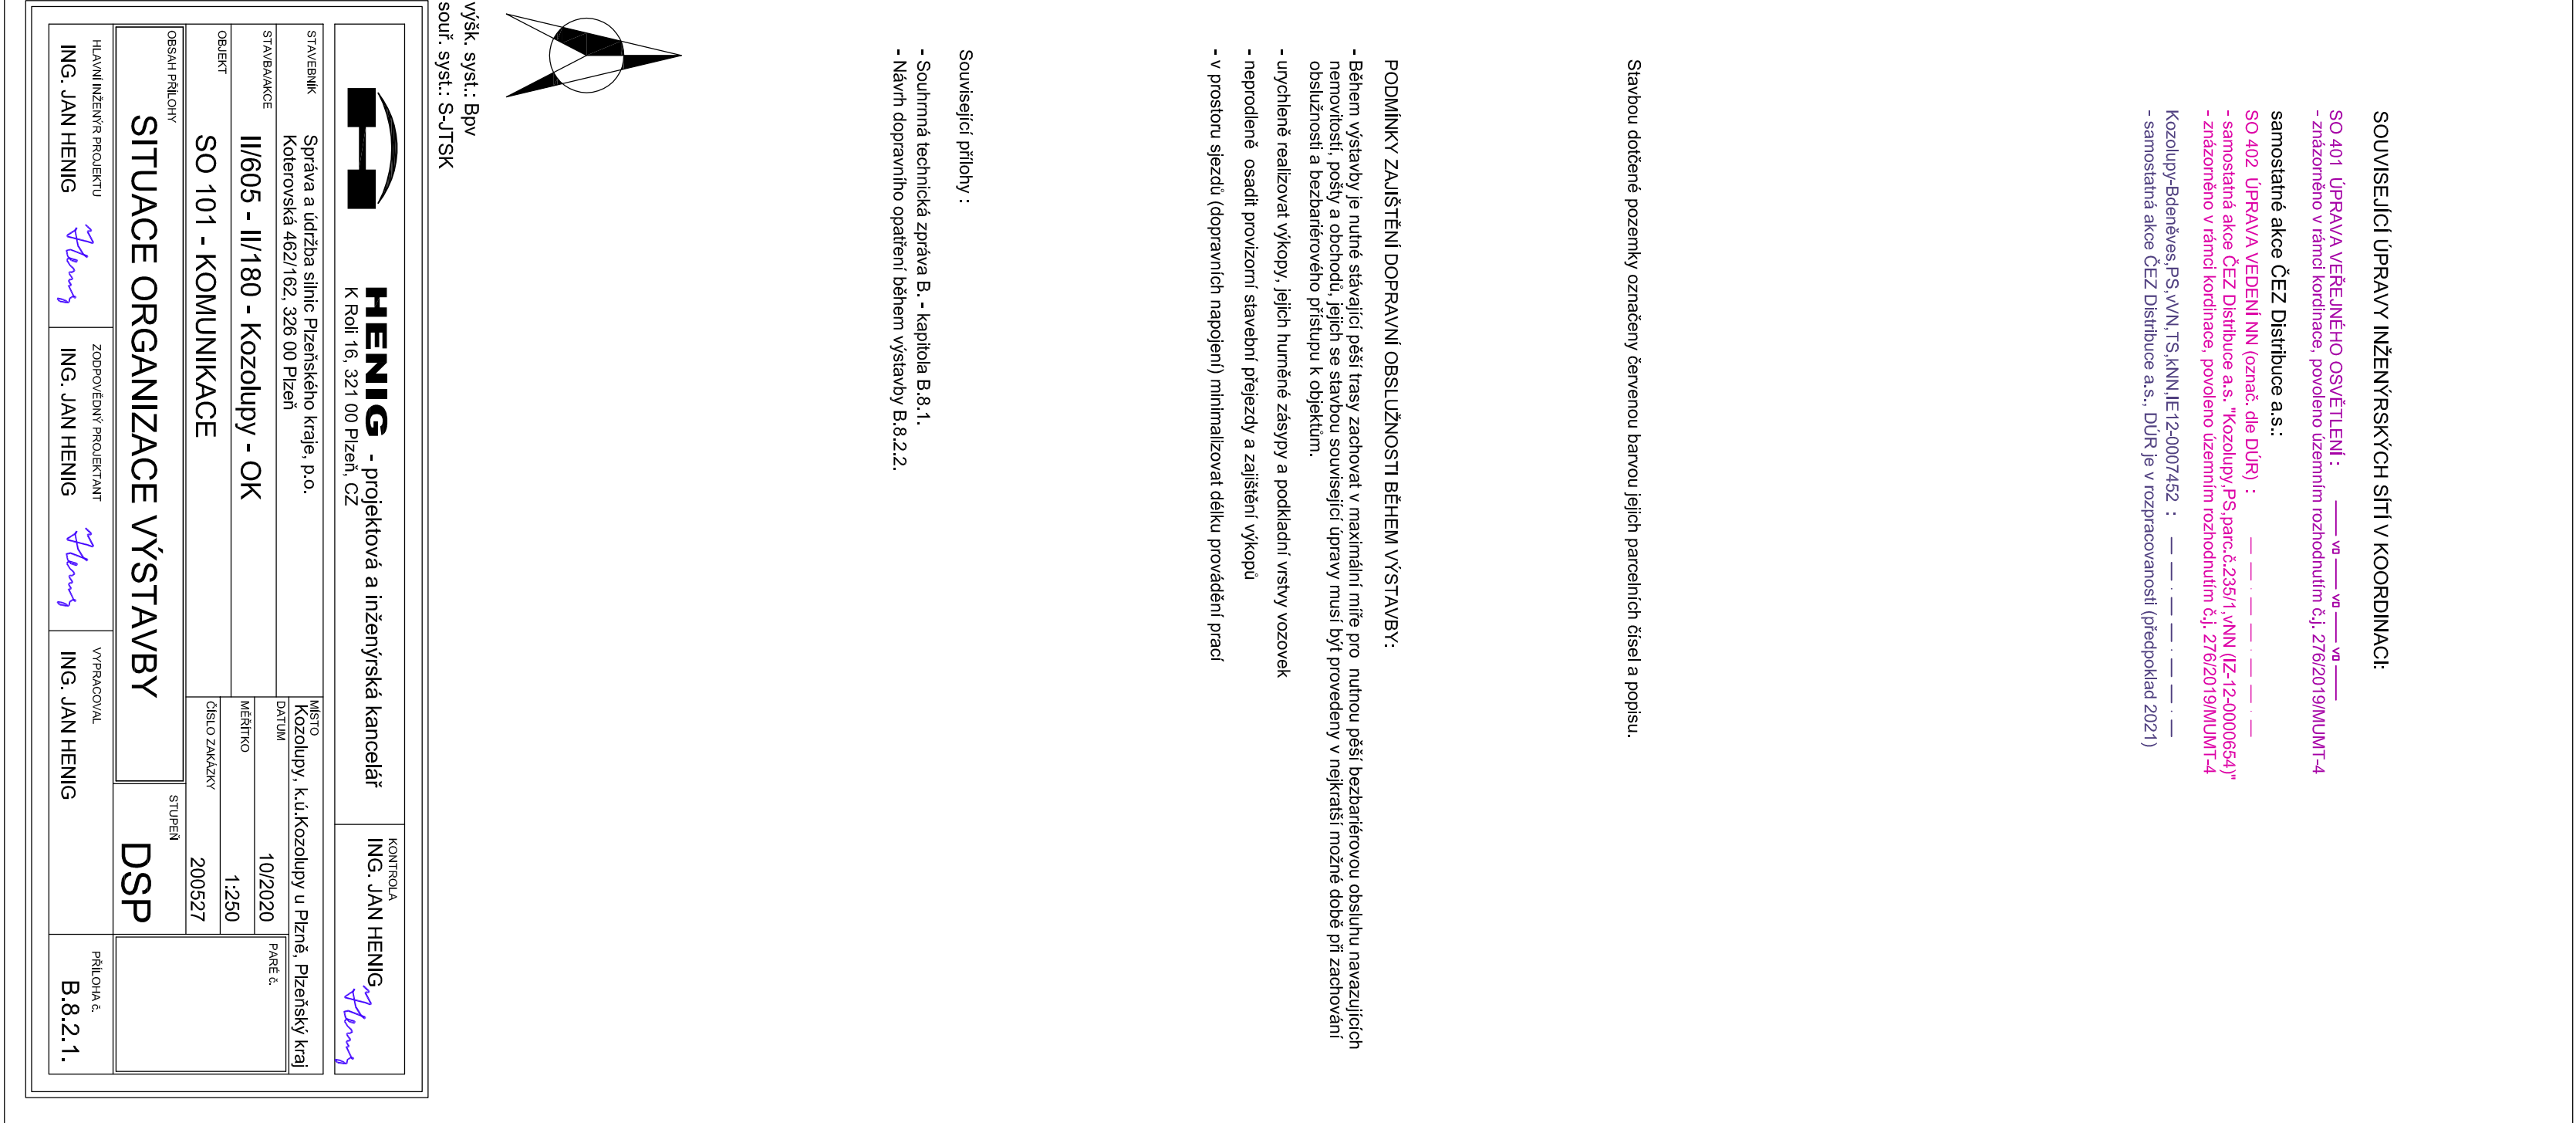 SOUVISEJÍCÍ ÚPRAVY INŽENÝRSKÝCH SÍTÍ V KOORDINACI:
SO 401 ÚPRAVA VEŘEJNÉHO OSVĚTLENÍ :
- znázorněno v rámci kordinace, povoleno územním rozhodnutím č.j. 276/2019/MUMT-4
samostatné akce ČEZ Distribuce a.s.:
SO 402 ÚPRAVA VEDENÍ NN (označ. dle DÚR) :
- samostatná akce ČEZ Distribuce a.s. "Kozolupy,PS,parc.č.235/1,vNN (IZ-12-0000654)"
- znázorněno v rámci kordinace, povoleno územním rozhodnutím č.j. 276/2019/MUMT-4
Kozolupy-Bdeněves,PS,vVN,TS,kNN,IE12-0007452 :
- samostatná akce ČEZ Distribuce a.s., DÚR je v rozpracovanosti (předpoklad 2021)
Stavbou dotčené pozemky označeny červenou barvou jejich parcelních čísel a popisu.
PODMÍNKY ZAJIŠTĚNÍ DOPRAVNÍ OBSLUŽNOSTI BĚHEM VÝSTAVBY:
- Během výstavby je nutné stávající pěší trasy zachovat v maximální míře pro nutnou pěší bezbariérovou obsluhu navazujících
nemovitostí, pošty a obchodů, jejich se stavbou související úpravy musí být provedeny v nejkratší možné době při zachování
obslužnosti a bezbariérového přístupu k objektům.
- urychleně realizovat výkopy, jejich hurněné zásypy a podkladní vrstvy vozovek
- neprodleně osadit provizorní stavební přejezdy a zajištění výkopů
- v prostoru sjezdů (dopravních napojení) minimalizovat délku provádění prací
Související přílohy :
- Souhrnná technická zpráva B. - kapitola B.8.1.
- Návrh dopravního opatření během výstavby B.8.2.2.
výšk. syst.: Bpv
souř. syst.: S-JTSK
HENIG - projektová a inženýrská kancelář
K Roli 16, 321 00 Plzeň, CZ
KONTROLA
ING. JAN HENIG
STAVEBNÍK
Správa a údržba silnic Plzeňského kraje, p.o.
Koterovská 462/162, 326 00 Plzeň
MÍSTO
Kozolupy, k.ú.Kozolupy u Plzně, Plzeňský kraj
STAVBA/AKCE
II/605 - II/180 - Kozolupy - OK
DATUM
10/2020
PARÉ č.
MĚŘÍTKO
1:250
OBJEKT
SO 101 - KOMUNIKACE
ČÍSLO ZAKÁZKY
200527
OBSAH PŘÍLOHY
SITUACE ORGANIZACE VÝSTAVBY
STUPEŇ
DSP
HLAVNÍ INŽENÝR PROJEKTU
ING. JAN HENIG
ZODPOVĚDNÝ PROJEKTANT
ING. JAN HENIG
VYPRACOVAL
ING. JAN HENIG
PŘÍLOHA č.
B.8.2.1.